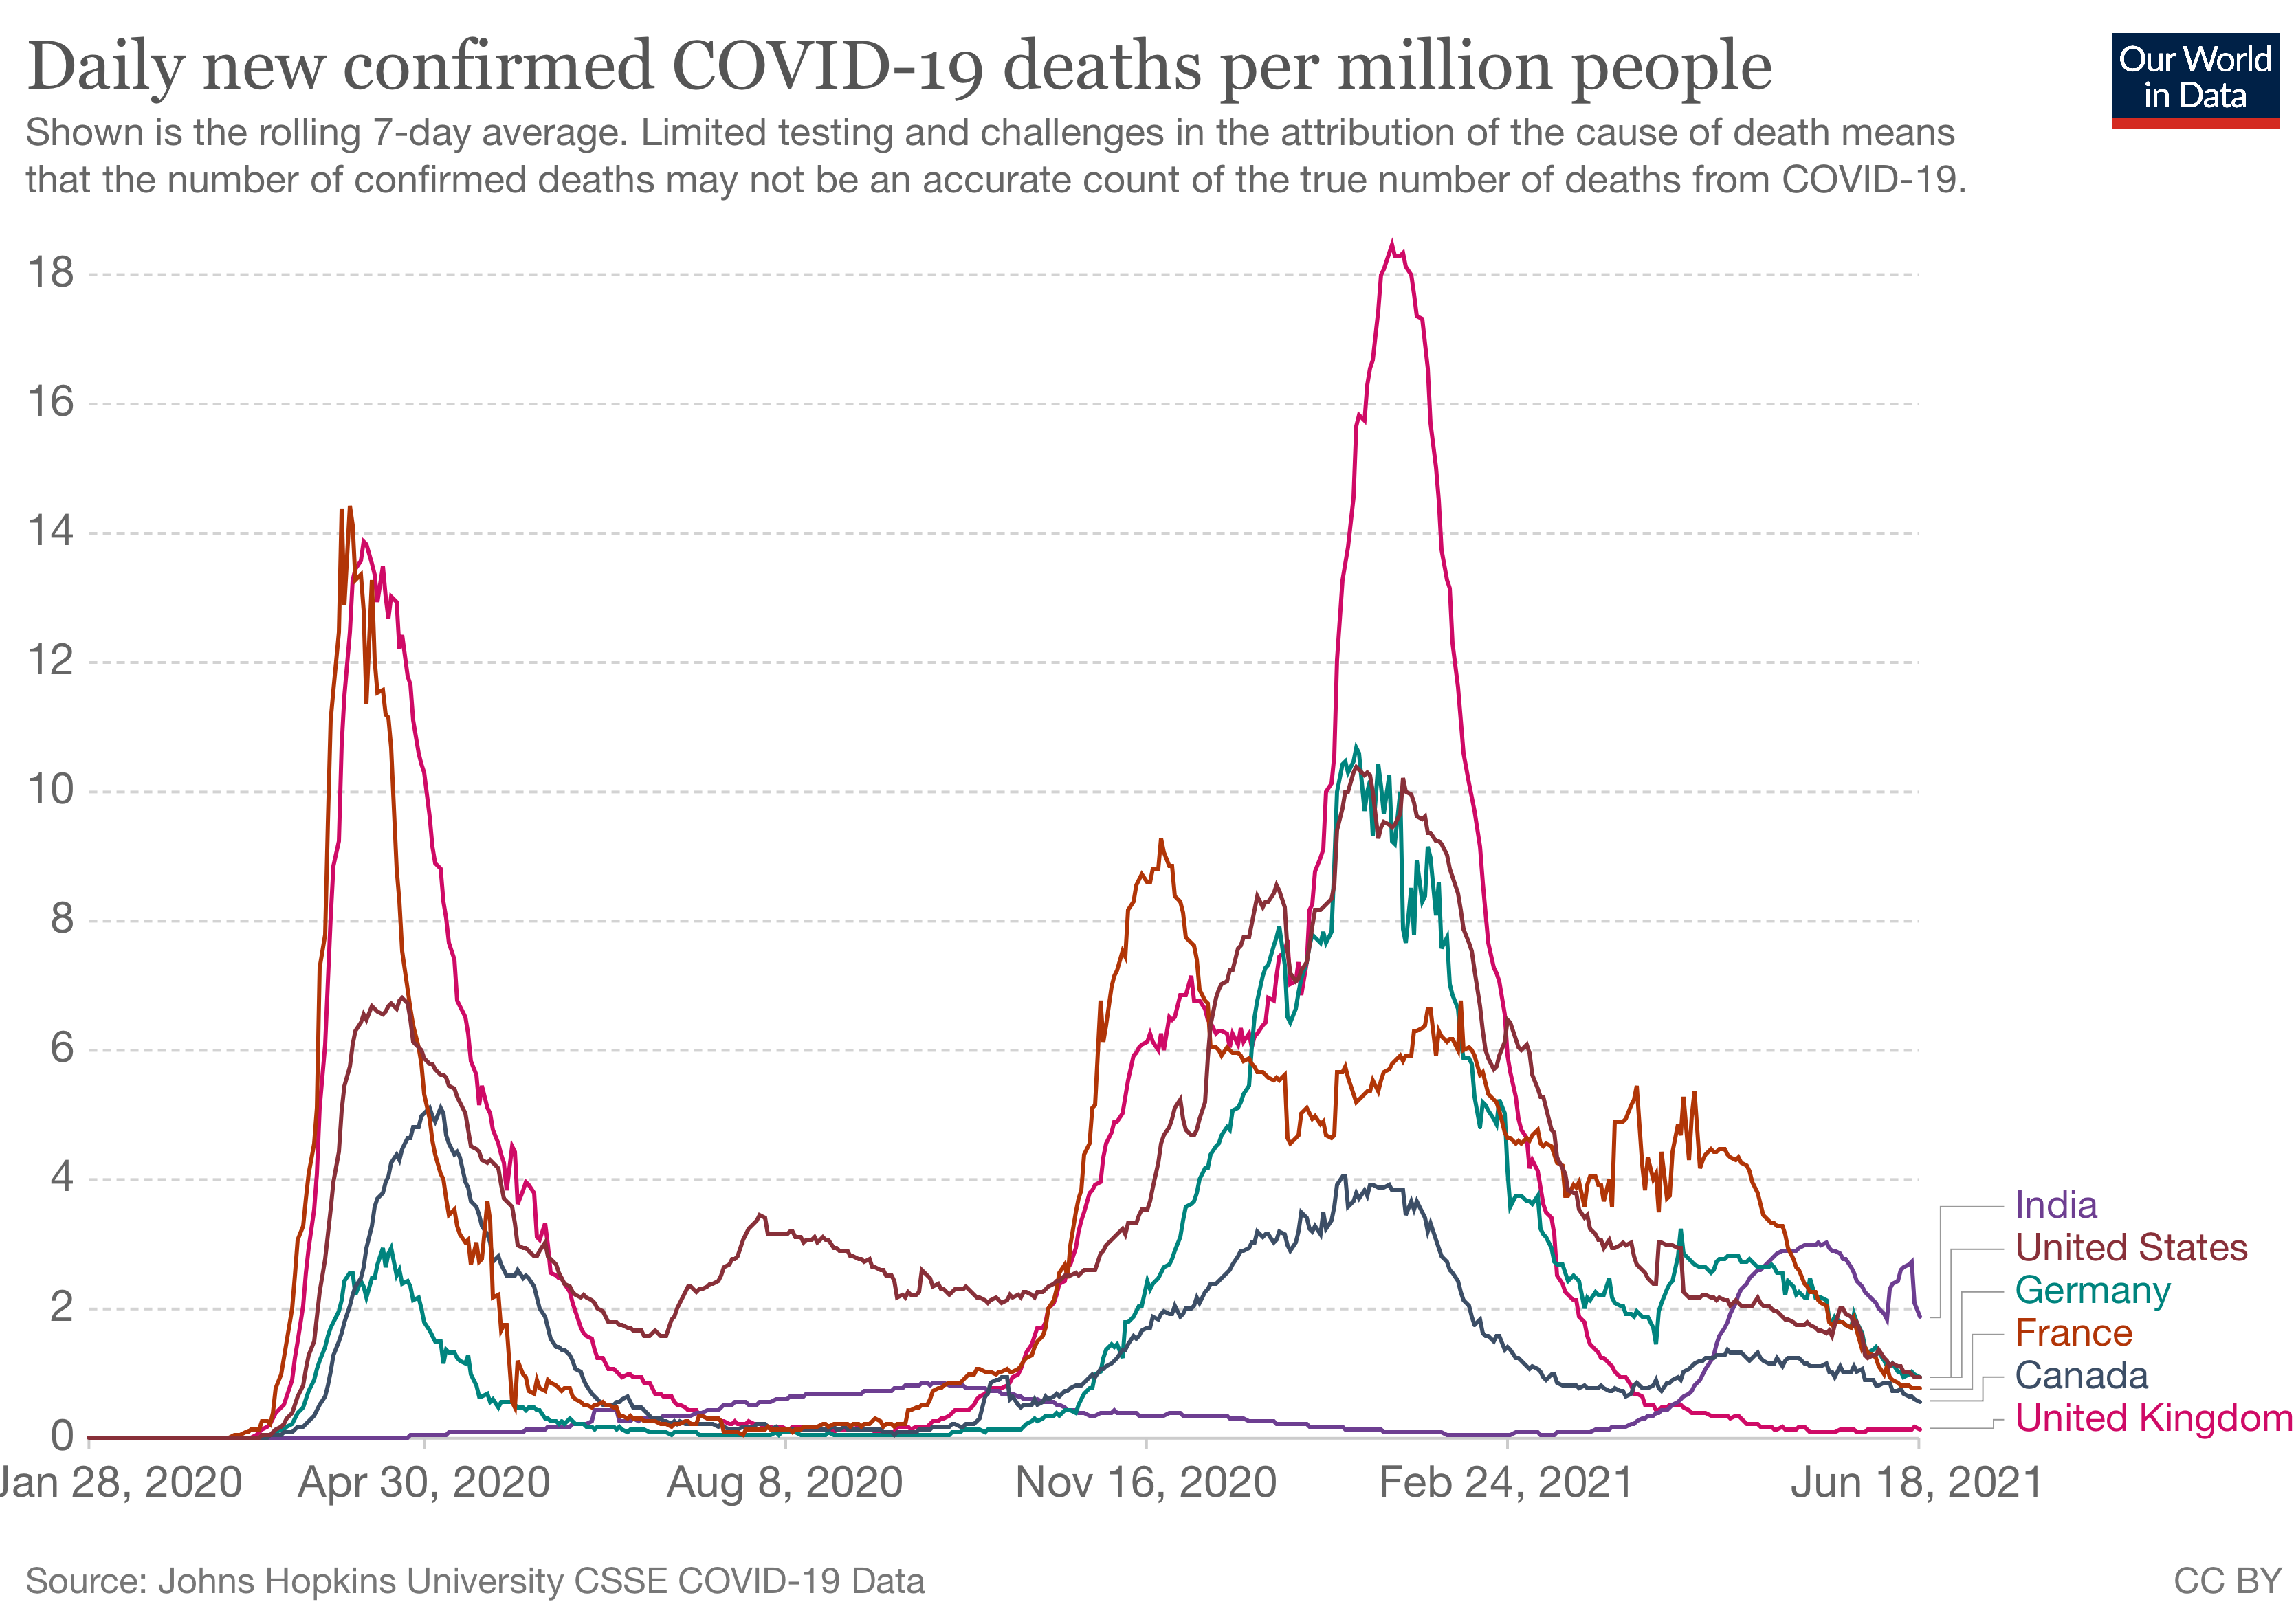 Daily new confirmed COVID-19 deaths per million people
Our World
in Data
Shown is the rolling 7-day average. Limited testing and challenges in the attribution of the cause of death means
that the number of confirmed deaths may not be an accurate count of the true number of deaths from COVID-19.
18
16
14
12
10
8
6
4
2
0
India
United States
Germany
France
Canada
United Kingdom
Jan 28, 2020
Apr 30, 2020
Aug 8, 2020
Nov 16, 2020
Feb 24, 2021
Jun 18, 2021
Source: Johns Hopkins University CSSE COVID-19 Data
CC BY